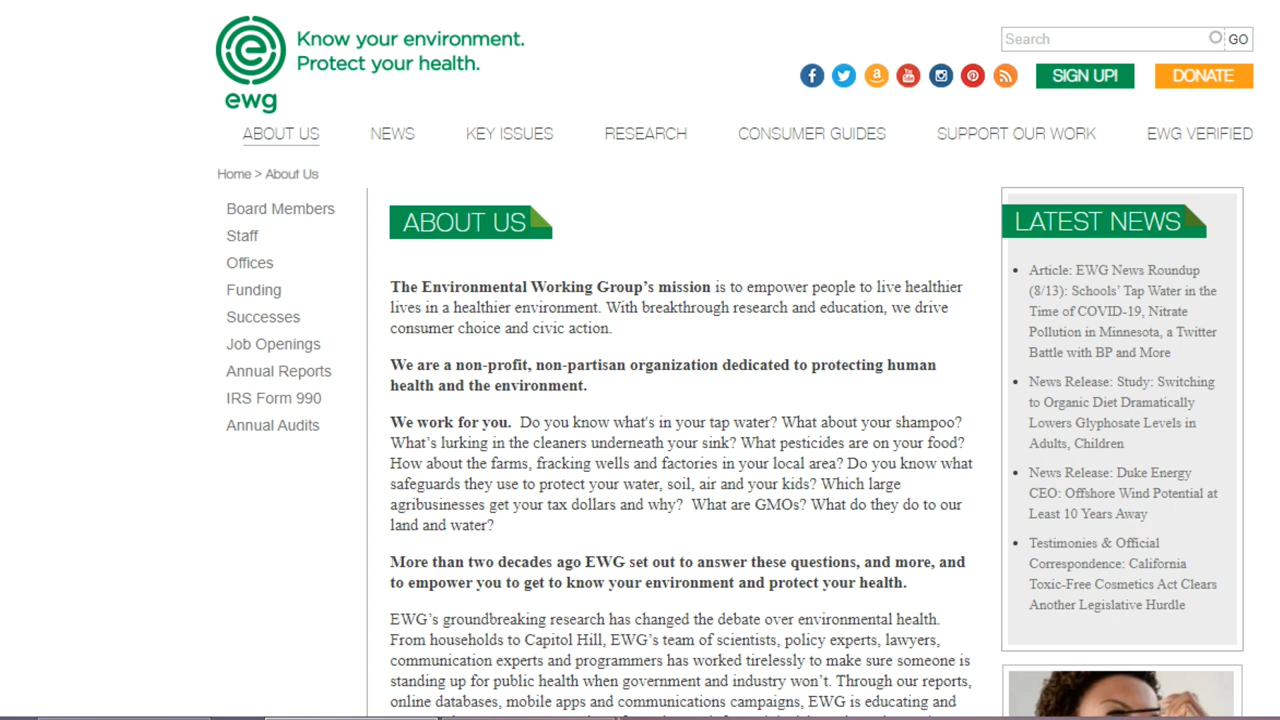 Know your environment.
Protect your health.
ewg
Search
GO
SIGN UP!
DONATE
ABOUT US
NEWS
KEY ISSUES
RESEARCH
CONSUMER GUIDES
SUPPORT OUR WORK
EWG VERIFIED
Home > About Us
Board Members
Staff
Offices
Funding
Successes
Job Openings
Annual Reports
IRS Form 990
Annual Audits
ABOUT US
The Environmental Working Group’s mission is to empower people to live healthier
lives in a healthier environment. With breakthrough research and education, we drive
consumer choice and civic action.
We are a non-profit, non-partisan organization dedicated to protecting human
health and the environment.
We work for you.  Do you know what's in your tap water? What about your shampoo?
What’s lurking in the cleaners underneath your sink? What pesticides are on your food?
How about the farms, fracking wells and factories in your local area? Do you know what
safeguards they use to protect your water, soil, air and your kids? Which large
agribusinesses get your tax dollars and why?  What are GMOs? What do they do to our
land and water?
More than two decades ago EWG set out to answer these questions, and more, and
to empower you to get to know your environment and protect your health.
EWG’s groundbreaking research has changed the debate over environmental health.
From households to Capitol Hill, EWG’s team of scientists, policy experts, lawyers,
communication experts and programmers has worked tirelessly to make sure someone is
standing up for public health when government and industry won’t. Through our reports,
online databases, mobile apps and communications campaigns, EWG is educating and
LATEST NEWS
Article: EWG News Roundup
(8/13): Schools’ Tap Water in the
Time of COVID-19, Nitrate
Pollution in Minnesota, a Twitter
Battle with BP and More
News Release: Study: Switching
to Organic Diet Dramatically
Lowers Glyphosate Levels in
Adults, Children
News Release: Duke Energy
CEO: Offshore Wind Potential at
Least 10 Years Away
Testimonies & Official
Correspondence: California
Toxic-Free Cosmetics Act Clears
Another Legislative Hurdle